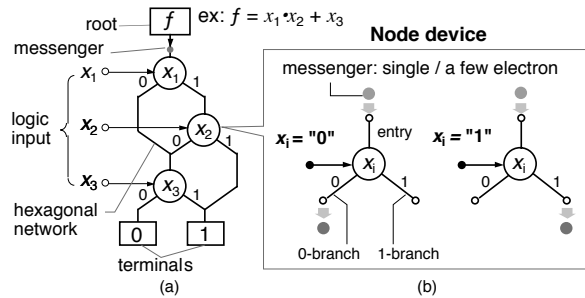 root
f
ex: f = x1•x2 + x3
messenger
x1
0
x1
1
logic
input
x2
0
x2
1
x3
0
x3
1
hexagonal
network
0
1
terminals
(a)
Node device
messenger: single / a few electron
xi = "0"
entry
xi
0
1
0-branch
1-branch
xi = "1"
xi
0
1
(b)